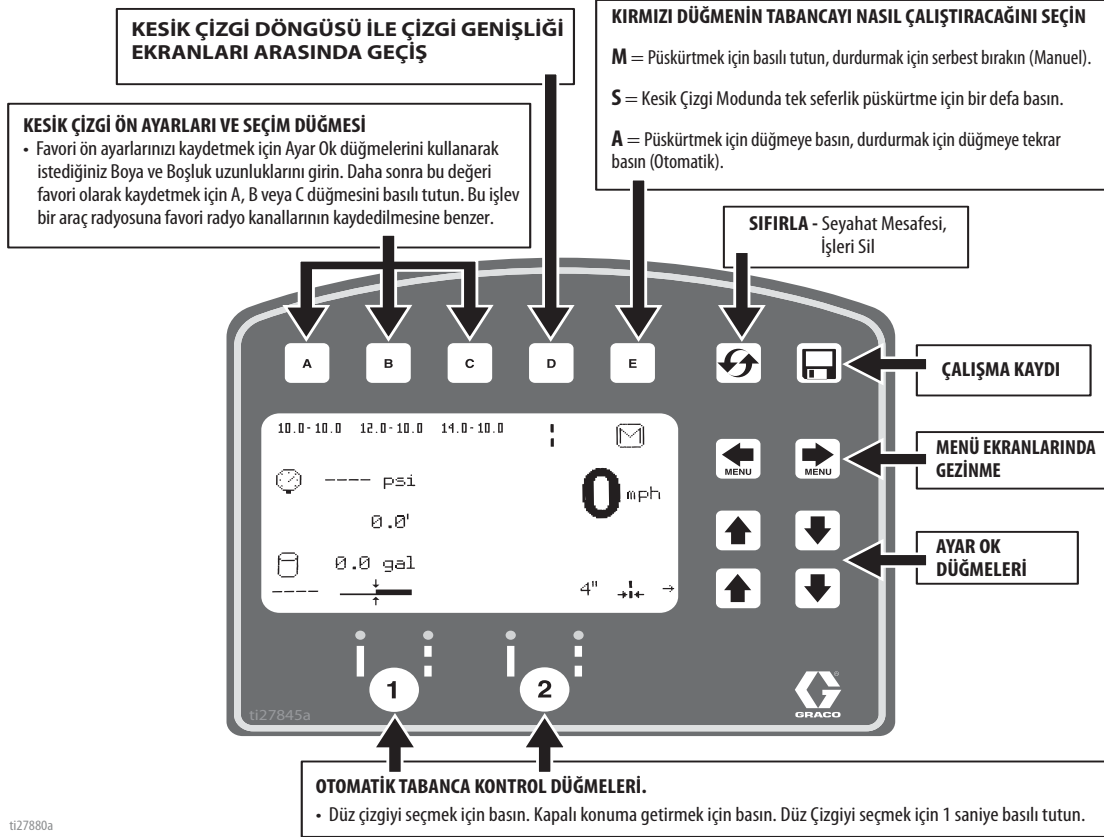 KESİK ÇİZGİ DÖNGÜSÜ İLE ÇİZGİ GENİŞLİĞİ
EKRANLARI ARASINDA GEÇİŞ
KIRMIZI DÜĞMENİN TABANCAYI NASIL ÇALIŞTIRACAĞINI SEÇİN
M = Püskürtmek için basılı tutun, durdurmak için serbest bırakın (Manuel).
S = Kesik Çizgi Modunda tek seferlik püskürtme için bir defa basın.
A = Püskürtmek için düğmeye basın, durdurmak için düğmeye tekrar
basın (Otomatik).
KESİK ÇİZGİ ÖN AYARLARI VE SEÇİM DÜĞMESİ
• Favori ön ayarlarınızı kaydetmek için Ayar Ok düğmelerini kullanarak
istediğiniz Boya ve Boşluk uzunluklarını girin. Daha sonra bu değeri
favori olarak kaydetmek için A, B veya C düğmesini basılı tutun. Bu işlev
bir araç radyosuna favori radyo kanallarının kaydedilmesine benzer.
SIFIRLA - Seyahat Mesafesi,
İşleri Sil
A B C D E
ÇALIŞMA KAYDI
10.0-10.0 12.0-10.0 14.0-10.0 M
MENU MENU
MENÜ EKRANLARINDA
GEZİNME
---- psi
0 mph
0.0'
AYAR OK
DÜĞMELERİ
0.0 gal
----
4"
1 2
GRACO
ti27845a
OTOMATİK TABANCA KONTROL DÜĞMELERİ.
• Düz çizgiyi seçmek için basın. Kapalı konuma getirmek için basın. Düz Çizgiyi seçmek için 1 saniye basılı tutun.
ti27880a